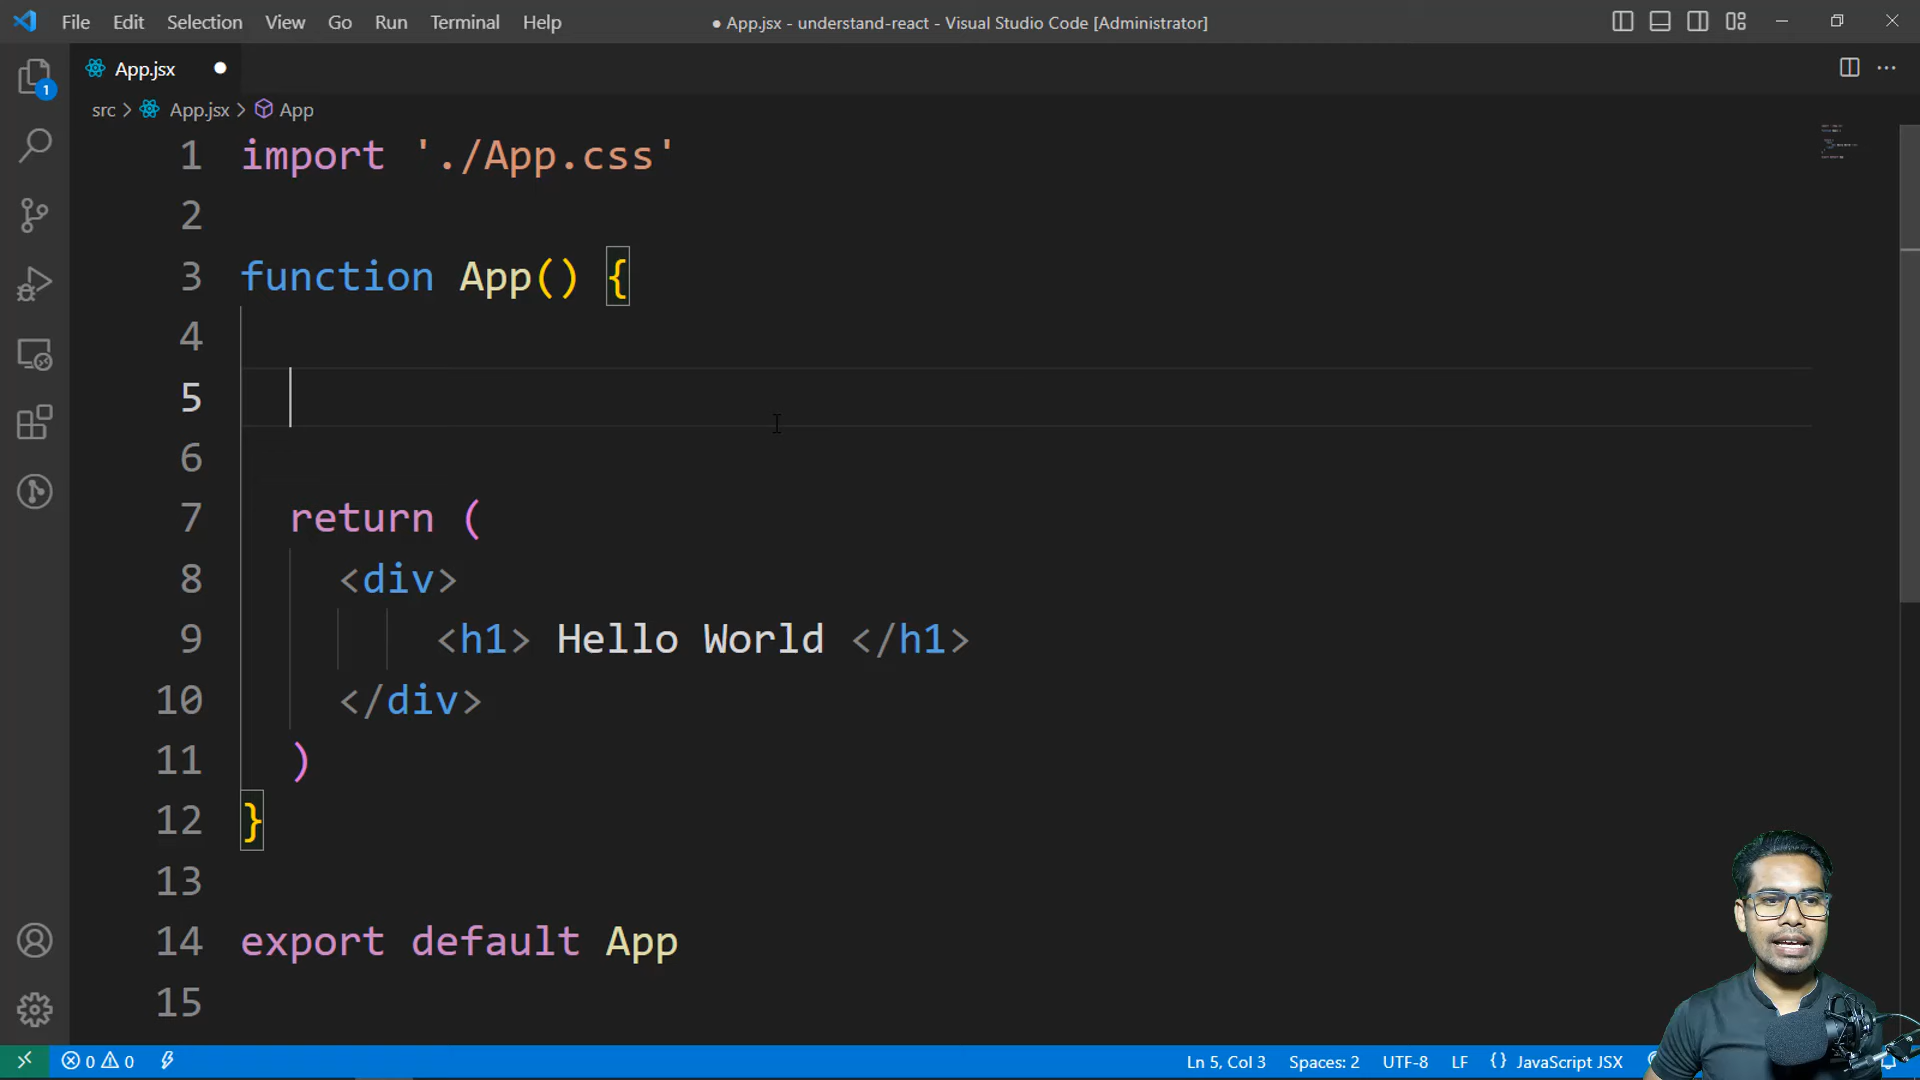 File Edit Selection View Go Run Terminal Help
● App.jsx - understand-react - Visual Studio Code [Administrator]
App.jsx
1
src > App.jsx > App
1 import './App.css'
2
3 function App() {
4
5
6
7 return (
8 <div>
9 <h1> Hello World </h1>
10 </div>
11 )
12 }
13
14 export default App
15
0 0 Ln 5, Col 3 Spaces: 2 UTF-8 LF {} JavaScript JSX